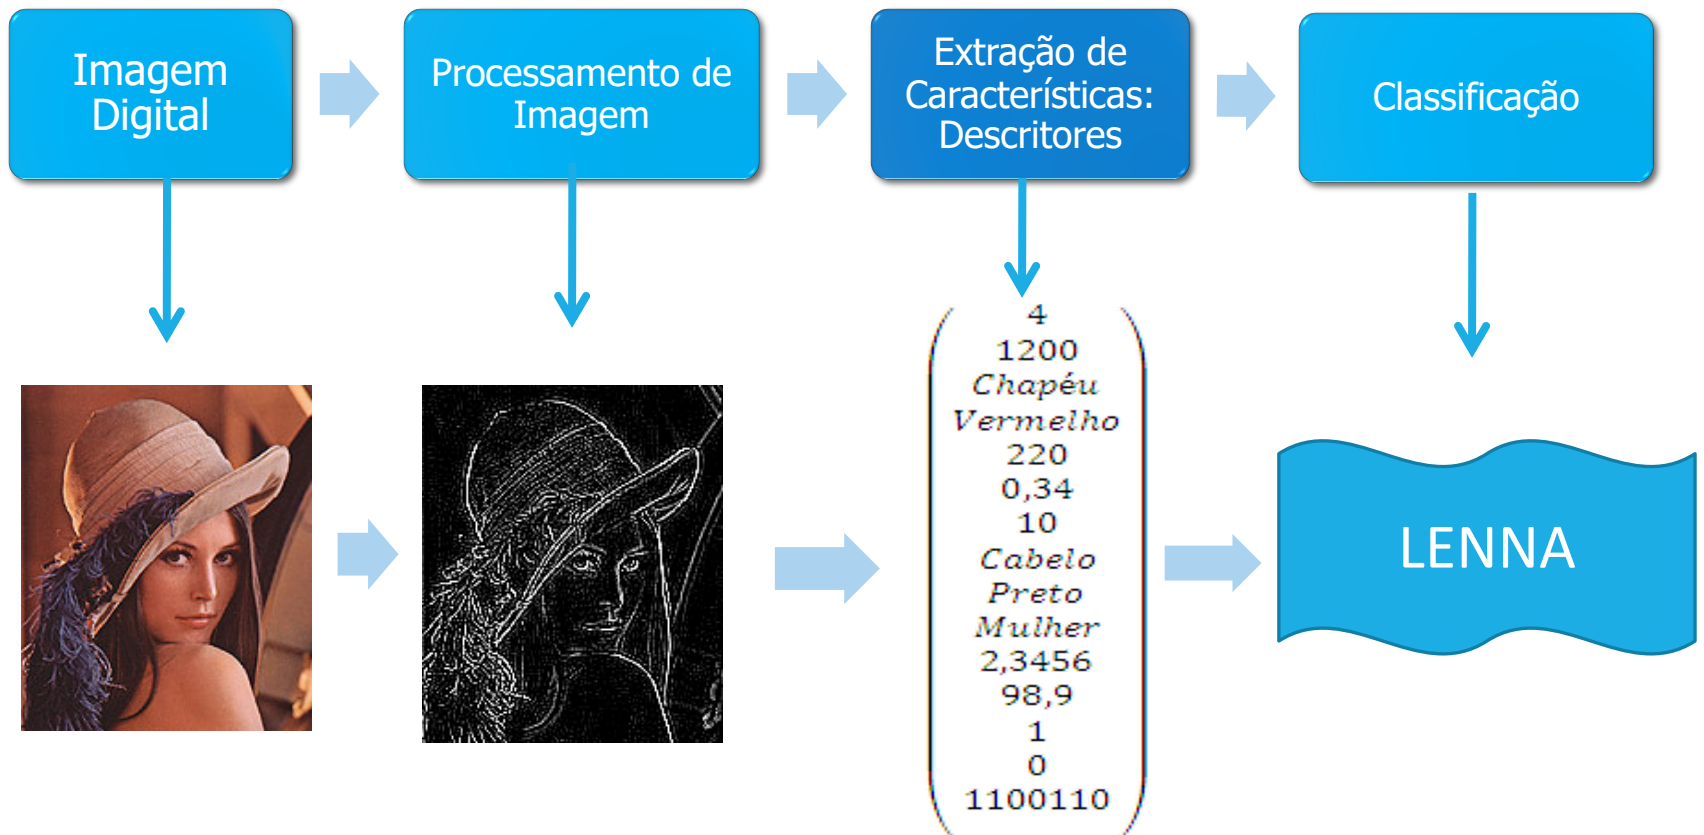 Imagem
Digital
Processamento de
Imagem
Extração de
Características:
Descritores
Classificação
4
1200
Chapéu
Vermelho
220
0,34
10
Cabelo
Preto
Mulher
2,3456
98,9
1
0
1100110
LENNA